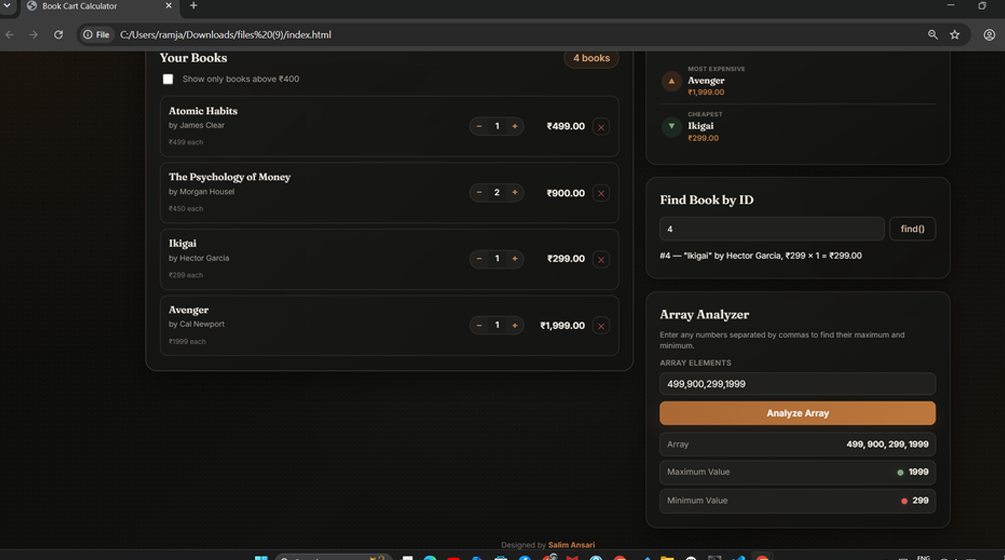 Book Cart Calculator
File
C:/Users/ramja/Downloads/files%20(9)/index.html
Your Books
4 books
Show only books above ₹400
Atomic Habits
by James Clear
₹499 each
− 1 +
₹499.00
The Psychology of Money
by Morgan Housel
₹450 each
− 2 +
₹900.00
Ikigai
by Hector Garcia
₹299 each
− 1 +
₹299.00
Avenger
by Cal Newport
₹1999 each
− 1 +
₹1,999.00
MOST EXPENSIVE
Avenger
₹1,999.00
CHEAPEST
Ikigai
₹299.00
Find Book by ID
4
find()
#4 — "Ikigai" by Hector Garcia, ₹299 × 1 = ₹299.00
Array Analyzer
Enter any numbers separated by commas to find their maximum and
minimum.
ARRAY ELEMENTS
499,900,299,1999
Analyze Array
Array
499, 900, 299, 1999
Maximum Value
1999
Minimum Value
299
Designed by Salim Ansari
ENG